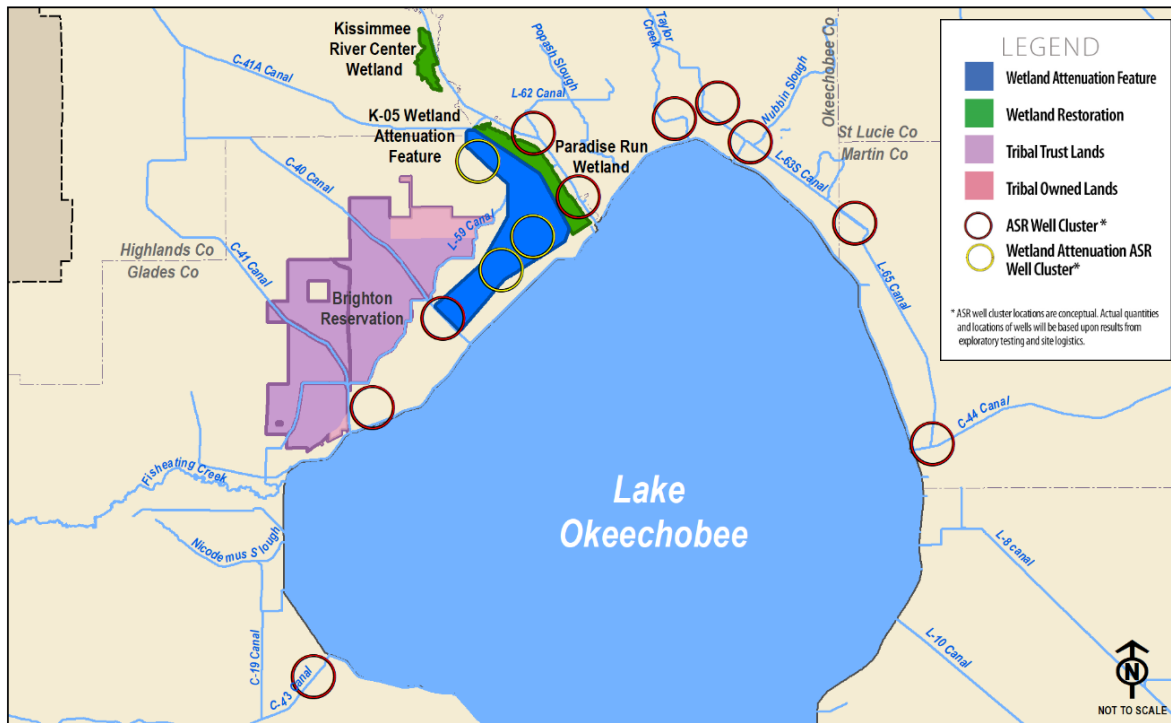 Kissimmee
River Center
Wetland
C-41A Canal
Popash Slough
Taylor
Creek
L-62 Canal
Nubbin Slough
Okeechobee Co
K-05 Wetland
Attenuation
Feature
Paradise Run
Wetland
St Lucie Co
Martin Co
L-63S Canal
C-40 Canal
L-59 Canal
C-41 Canal
Highlands Co
Glades Co
Brighton
Reservation
L-65 Canal
C-44 Canal
Fisheating Creek
Lake
Okeechobee
Nicodemus Slough
L-8 canal
C-19 Canal
C-43 Canal
L-10 Canal
LEGEND
Wetland Attenuation Feature
Wetland Restoration
Tribal Trust Lands
Tribal Owned Lands
ASR Well Cluster *
Wetland Attenuation ASR
Well Cluster*
* ASR well cluster locations are conceptual. Actual quantities
and locations of wells will be based upon results from
exploratory testing and site logistics.
N
NOT TO SCALE